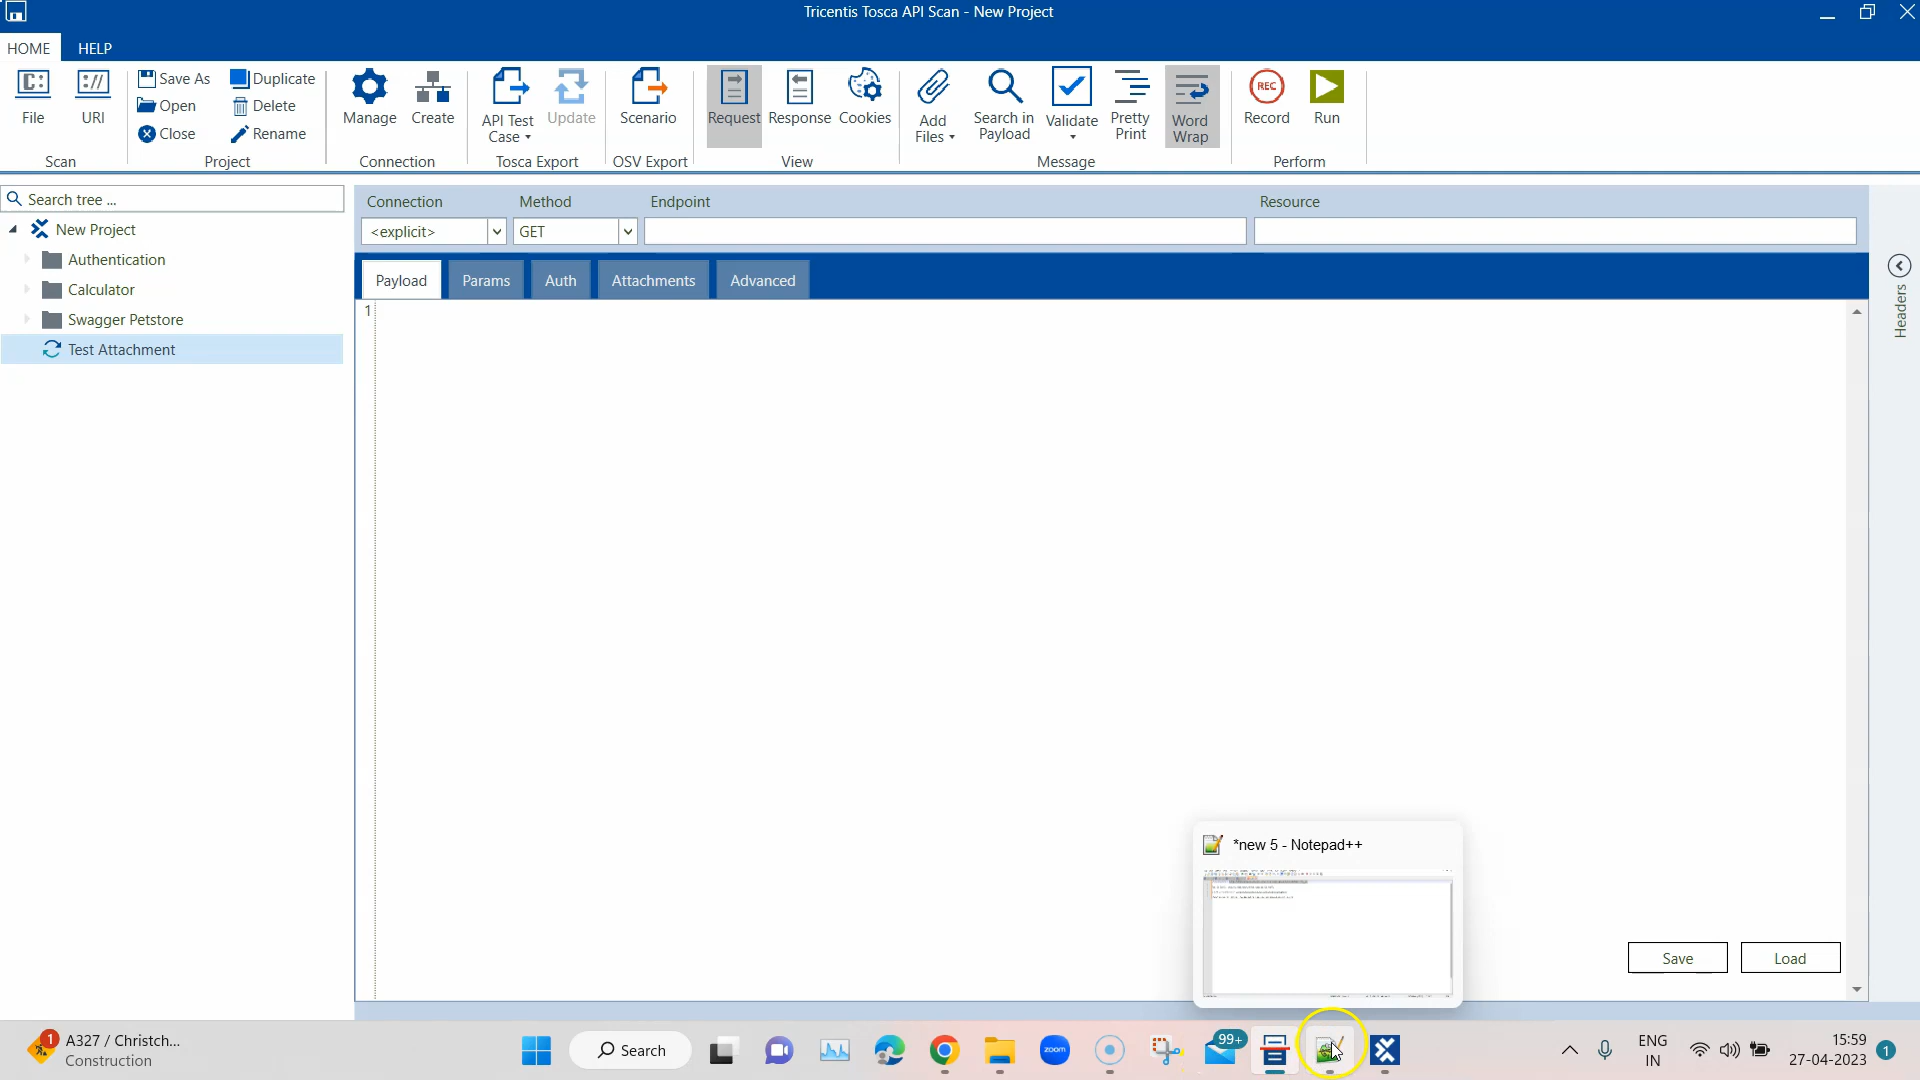 Tricentis Tosca API Scan - New Project
HOME HELP
File URI
Save As Duplicate
Open Delete
Close Rename
Manage Create
API Test Case Update
Scenario
Request Response Cookies
Add Files Search in Payload Validate Pretty Print Word Wrap
REC
Record Run
Scan Project Connection Tosca Export OSV Export View Message Perform
Search tree ...
New Project
Authentication
Calculator
Swagger Petstore
Test Attachment
Connection Method Endpoint Resource
<explicit> GET
Payload Params Auth Attachments Advanced
1
Headers
*new 5 - Notepad++
Save Load
1
A327 / Christch...
Construction
Search
zoom
99+
ENG
IN
15:59
27-04-2023
1